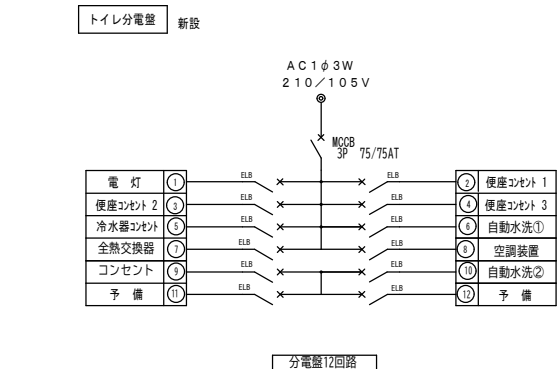 トイレ分電盤 新設
AC1φ3W
210/105V
MCCB
3P 75/75AT
電 灯 ① ELB ELB ② 便座コンセント 1
便座コンセント 2 ③ ELB ELB ④ 便座コンセント 3
冷水器コンセント ⑤ ELB ELB ⑥ 自動水洗①
全熱交換器 ⑦ ELB ELB ⑧ 空調装置
コンセント ⑨ ELB ELB ⑩ 自動水洗②
予 備 ⑪ ELB ELB ⑫ 予 備
分電盤12回路